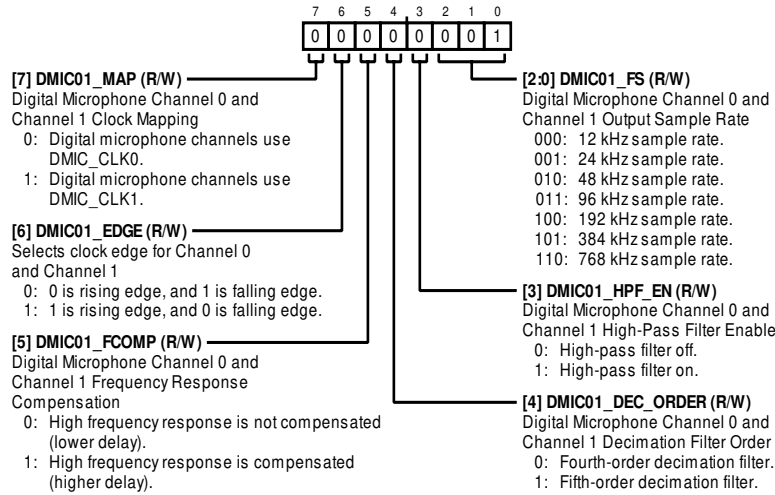 7 6 5 4 3 2 1 0
0 0 0 0 0 0 0 1
[7] DMIC01_MAP (R/W)
Digital Microphone Channel 0 and
Channel 1 Clock Mapping
0: Digital microphone channels use
DMIC_CLK0.
1: Digital microphone channels use
DMIC_CLK1.
[6] DMIC01_EDGE (R/W)
Selects clock edge for Channel 0
and Channel 1
0: 0 is rising edge, and 1 is falling edge.
1: 1 is rising edge, and 0 is falling edge.
[5] DMIC01_FCOMP (R/W)
Digital Microphone Channel 0 and
Channel 1 Frequency Response
Compensation
0: High frequency response is not compensated
(lower delay).
1: High frequency response is compensated
(higher delay).
[2:0] DMIC01_FS (R/W)
Digital Microphone Channel 0 and
Channel 1 Output Sample Rate
000: 12 kHz sample rate.
001: 24 kHz sample rate.
010: 48 kHz sample rate.
011: 96 kHz sample rate.
100: 192 kHz sample rate.
101: 384 kHz sample rate.
110: 768 kHz sample rate.
[3] DMIC01_HPF_EN (R/W)
Digital Microphone Channel 0 and
Channel 1 High-Pass Filter Enable
0: High-pass filter off.
1: High-pass filter on.
[4] DMIC01_DEC_ORDER (R/W)
Digital Microphone Channel 0 and
Channel 1 Decimation Filter Order
0: Fourth-order decimation filter.
1: Fifth-order decimation filter.